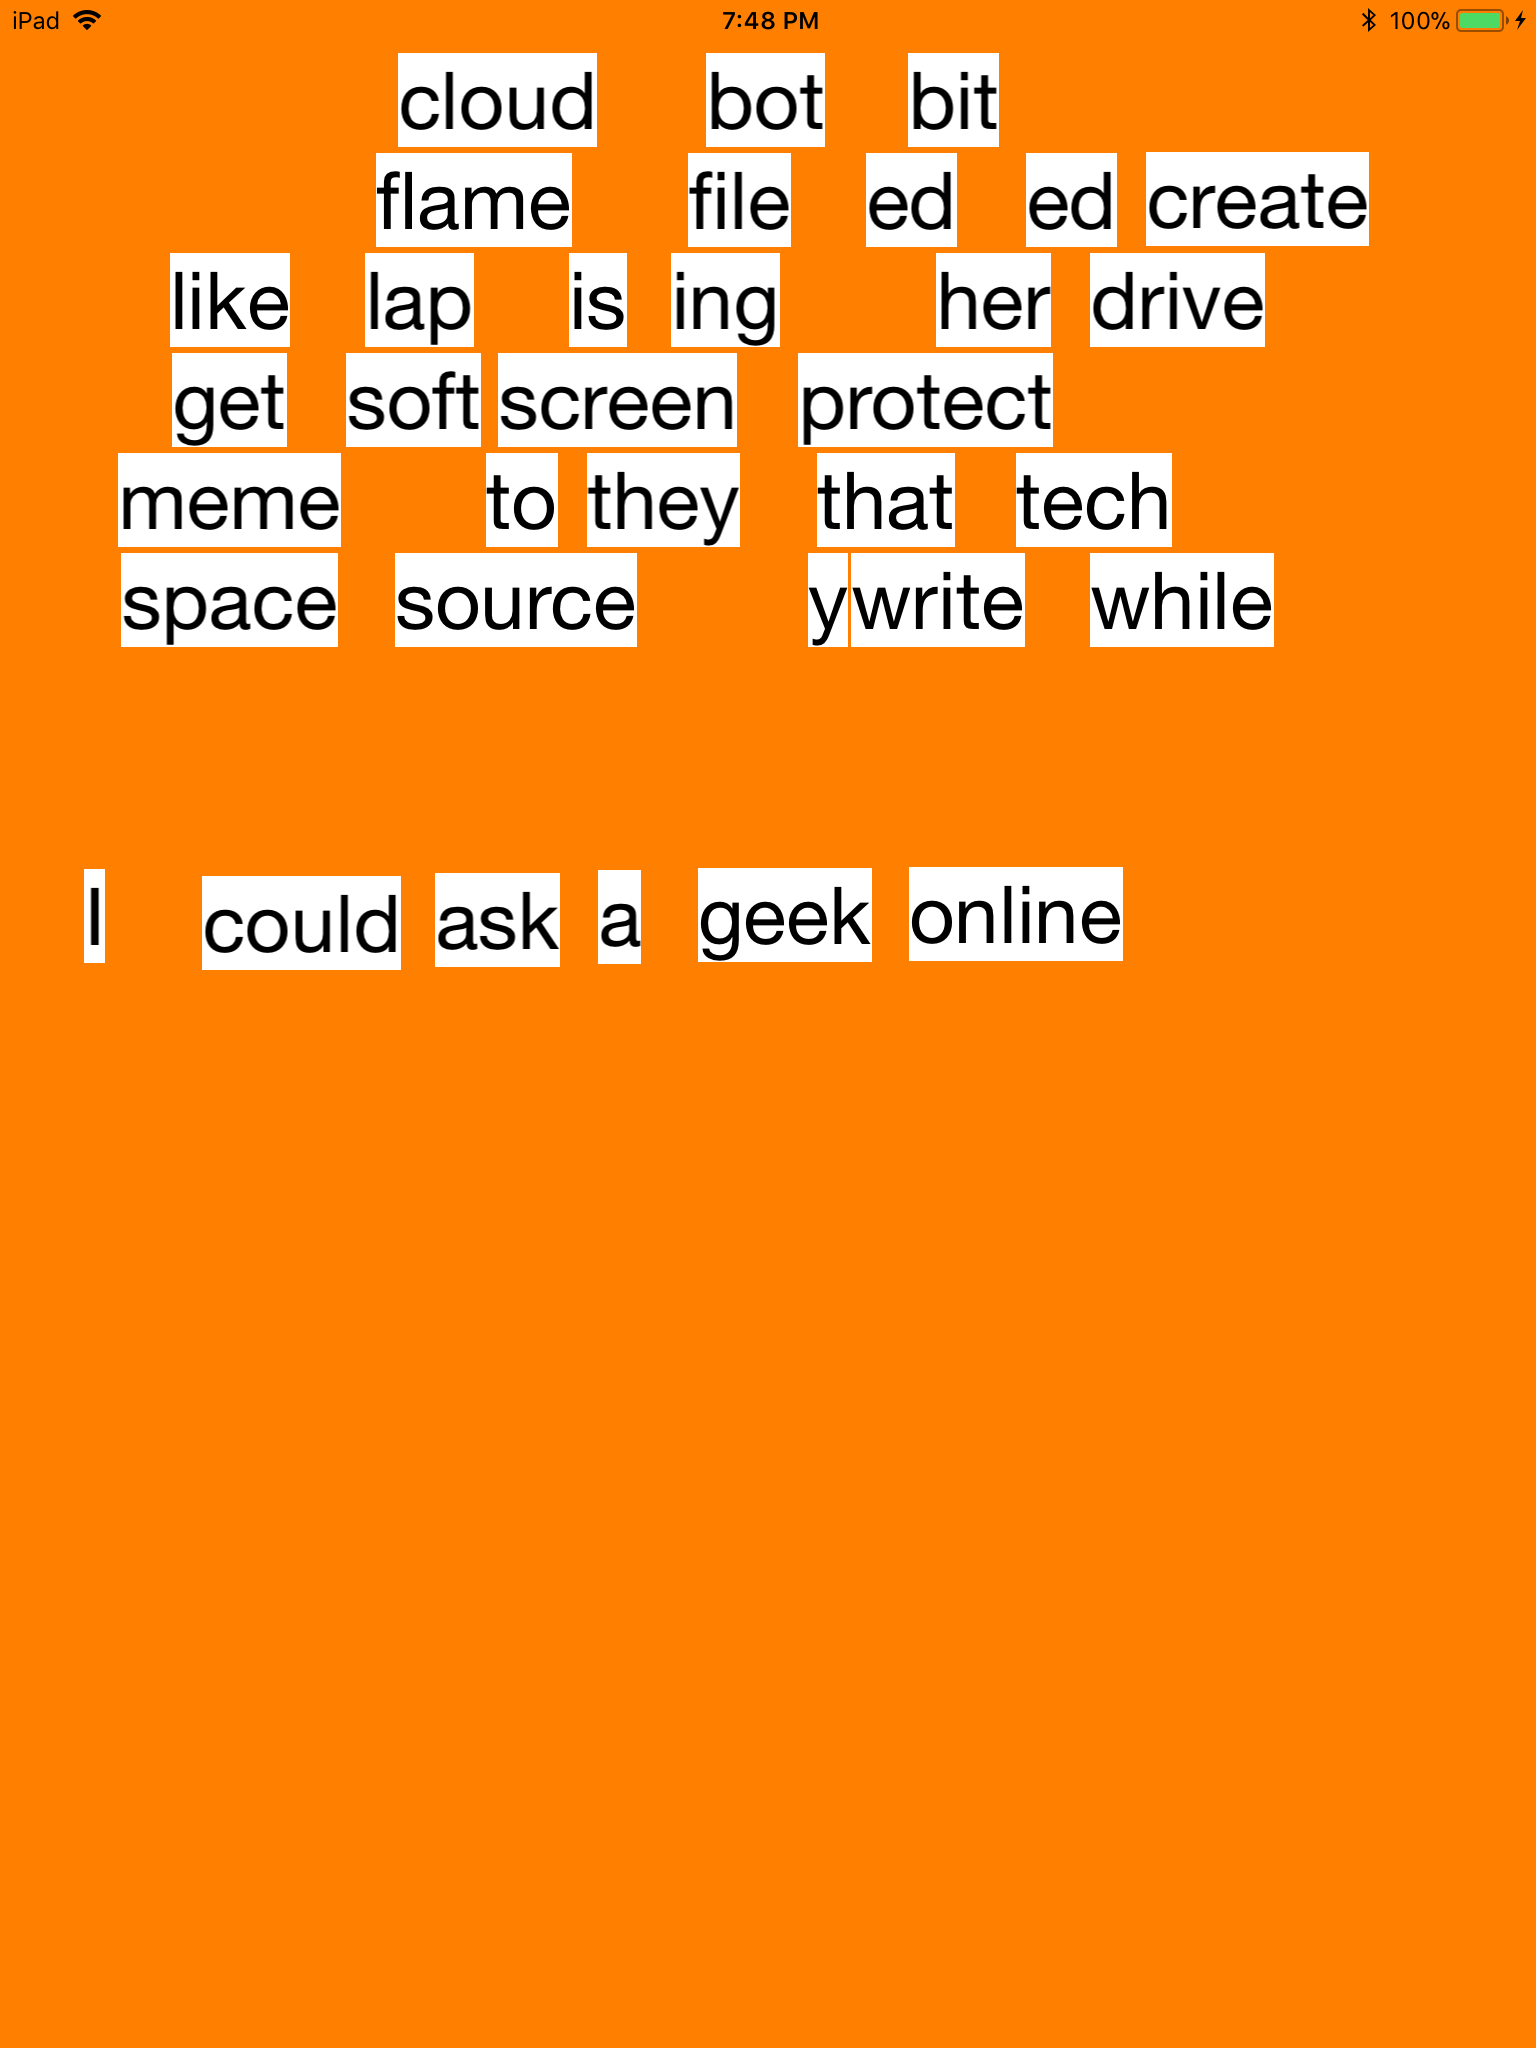 iPad 7:48 PM 100%
cloud bot bit
flame file ed ed create
like lap is ing her drive
get soft screen protect
meme to they that tech
space source y write while
I could ask a geek online